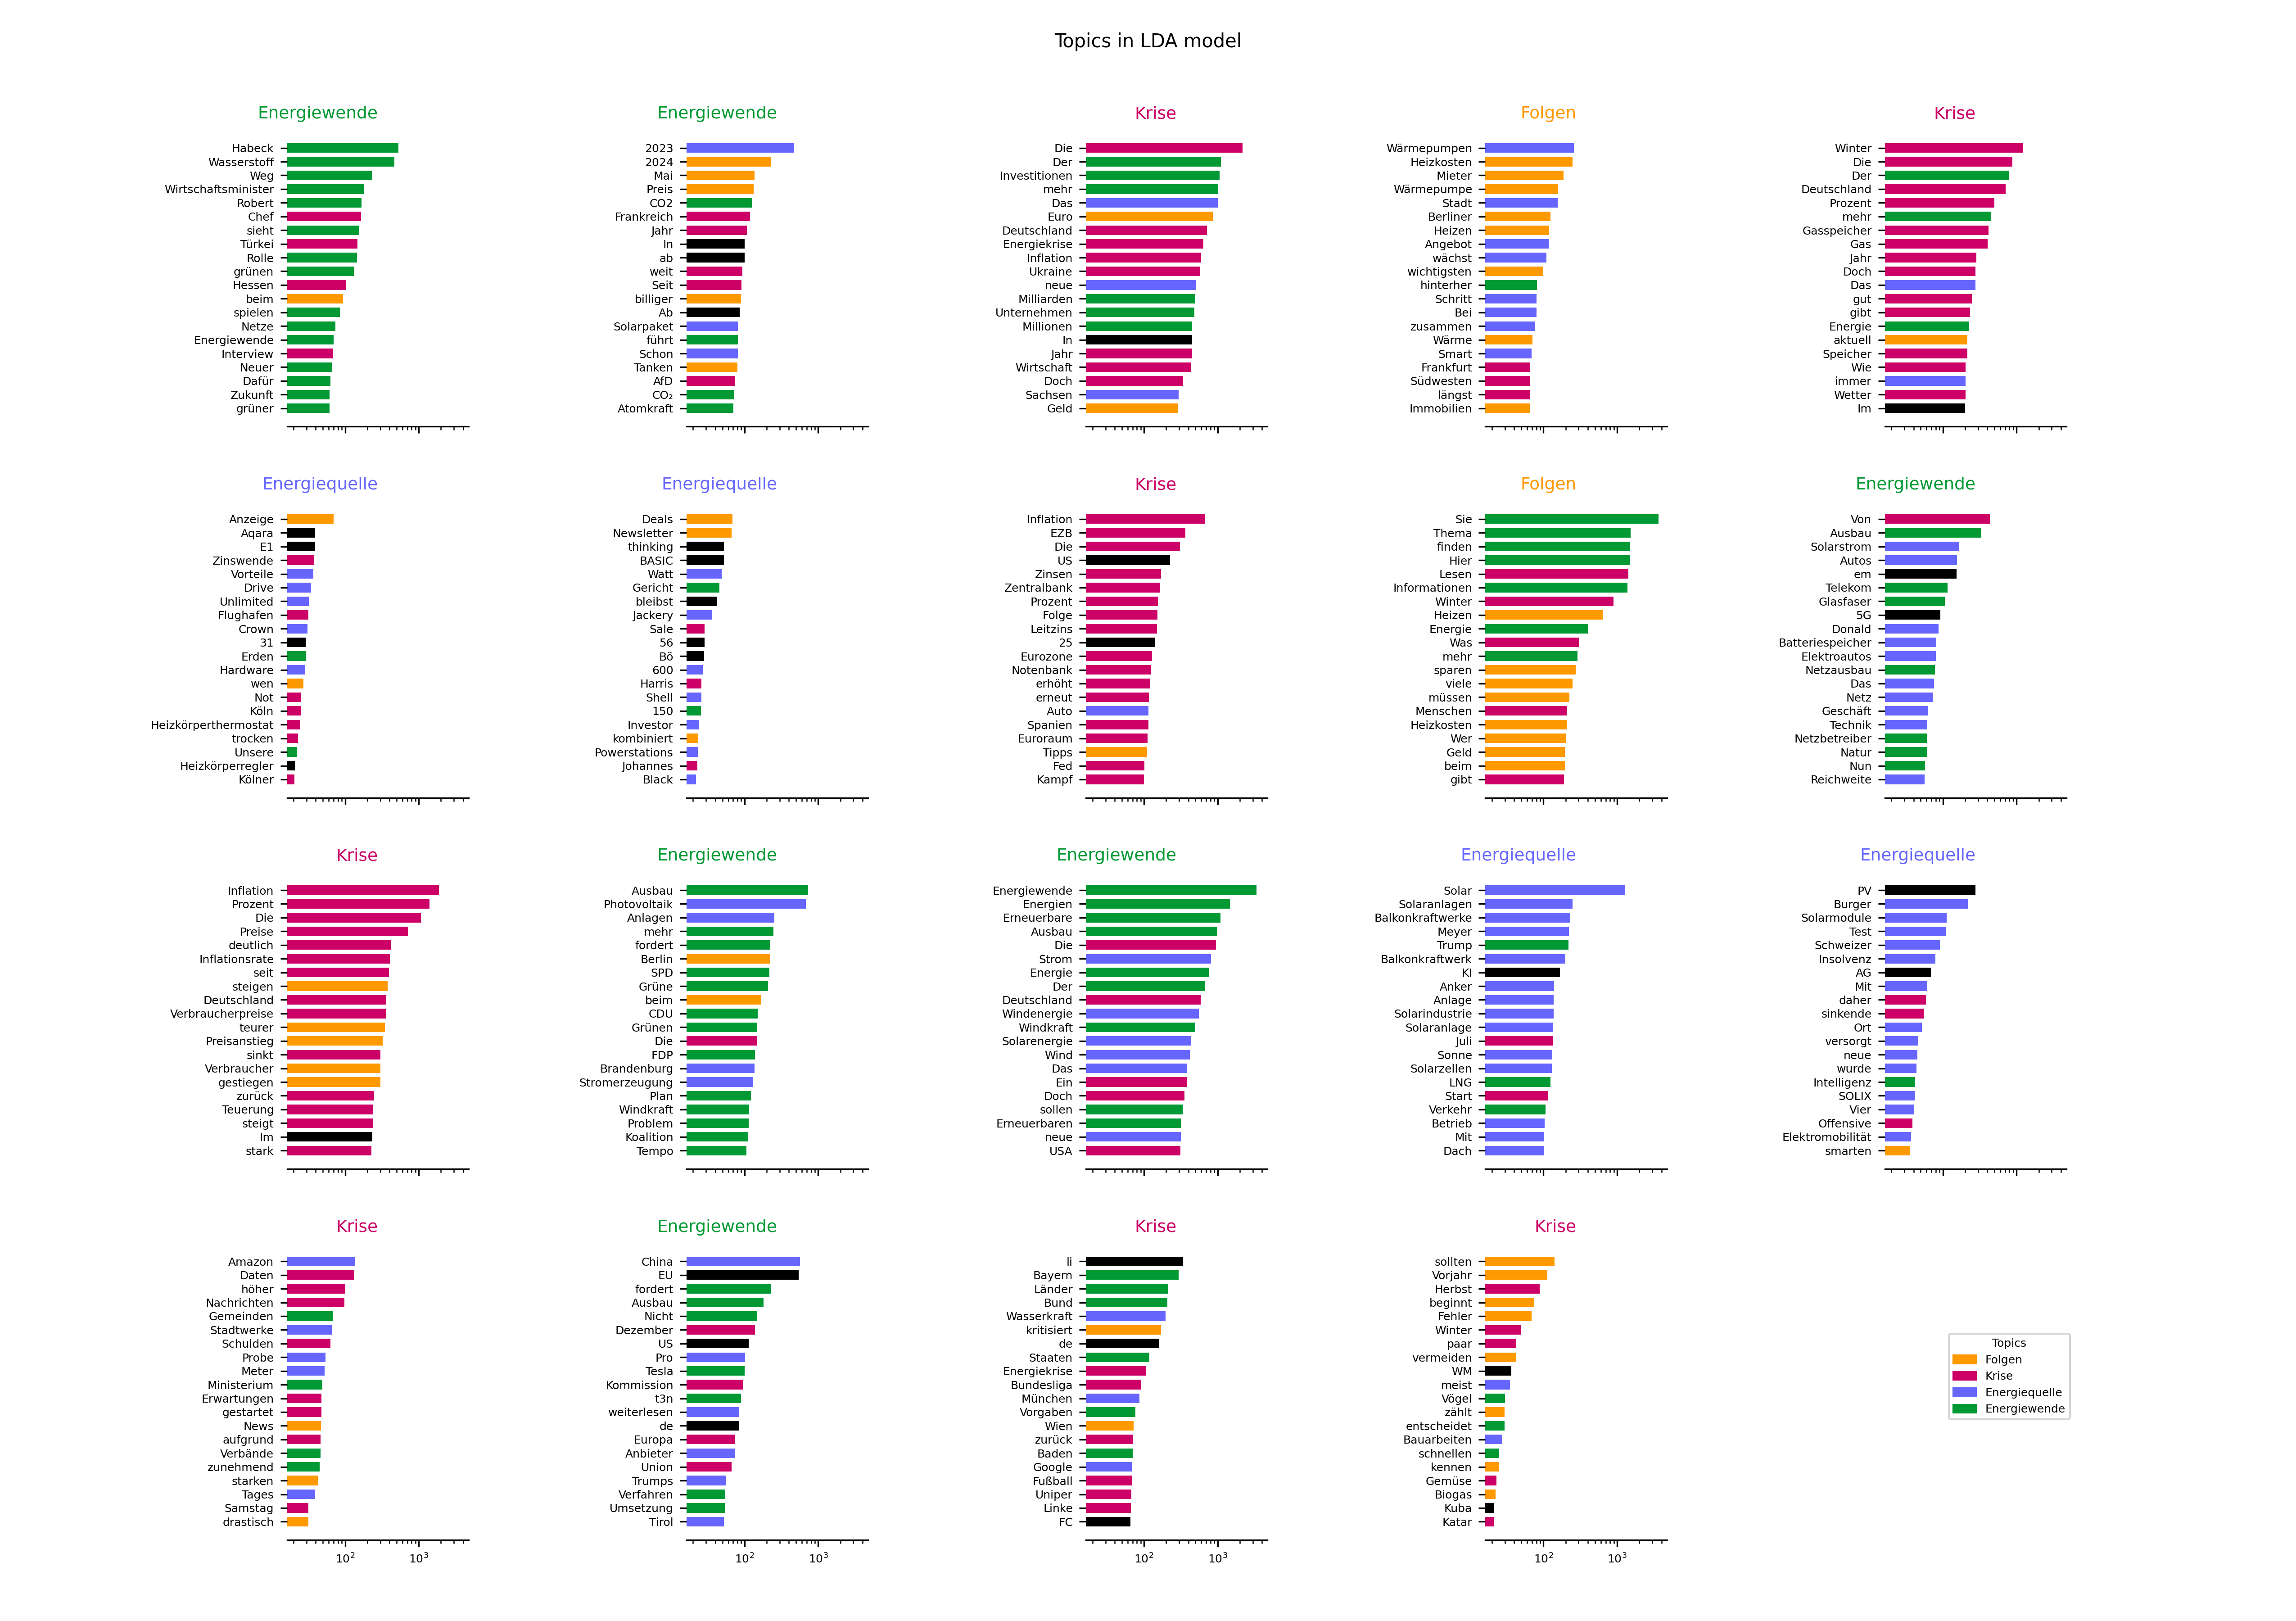 Topics in LDA model
Energiewende
Habeck
Wasserstoff
Weg
Wirtschaftsminister
Robert
Chef
sieht
Türkei
Rolle
grünen
Hessen
beim
spielen
Netze
Energiewende
Interview
Neuer
Dafür
Zukunft
grüner
Energiewende
2023
2024
Mai
Preis
CO2
Frankreich
Jahr
In
ab
weit
Seit
billiger
Ab
Solarpaket
führt
Schon
Tanken
AfD
CO₂
Atomkraft
Krise
Die
Der
Investitionen
mehr
Das
Euro
Deutschland
Energiekrise
Inflation
Ukraine
neue
Milliarden
Unternehmen
Millionen
In
Jahr
Wirtschaft
Doch
Sachsen
Geld
Folgen
Wärmepumpen
Heizkosten
Mieter
Wärmepumpe
Stadt
Berliner
Heizen
Angebot
wächst
wichtigsten
hinterher
Schritt
Bei
zusammen
Wärme
Smart
Frankfurt
Südwesten
längst
Immobilien
Krise
Winter
Die
Der
Deutschland
Prozent
mehr
Gasspeicher
Gas
Jahr
Doch
Das
gut
gibt
Energie
aktuell
Speicher
Wie
immer
Wetter
Im
Energiequelle
Anzeige
Aqara
E1
Zinswende
Vorteile
Drive
Unlimited
Flughafen
Crown
31
Erden
Hardware
wen
Not
Köln
Heizkörperthermostat
trocken
Unsere
Heizkörperregler
Kölner
Energiequelle
Deals
Newsletter
thinking
BASIC
Watt
Gericht
bleibst
Jackery
Sale
56
Bö
600
Harris
Shell
150
Investor
kombiniert
Powerstations
Johannes
Black
Krise
Inflation
EZB
Die
US
Zinsen
Zentralbank
Prozent
Folge
Leitzins
25
Eurozone
Notenbank
erhöht
erneut
Auto
Spanien
Euroraum
Tipps
Fed
Kampf
Folgen
Sie
Thema
finden
Hier
Lesen
Informationen
Winter
Heizen
Energie
Was
mehr
sparen
viele
müssen
Menschen
Heizkosten
Wer
Geld
beim
gibt
Energiewende
Von
Ausbau
Solarstrom
Autos
em
Telekom
Glasfaser
5G
Donald
Batteriespeicher
Elektroautos
Netzausbau
Das
Netz
Geschäft
Technik
Netzbetreiber
Natur
Nun
Reichweite
Krise
Inflation
Prozent
Die
Preise
deutlich
Inflationsrate
seit
steigen
Deutschland
Verbraucherpreise
teurer
Preisanstieg
sinkt
Verbraucher
gestiegen
zurück
Teuerung
steigt
Im
stark
Energiewende
Ausbau
Photovoltaik
Anlagen
mehr
fordert
Berlin
SPD
Grüne
beim
CDU
Grünen
Die
FDP
Brandenburg
Stromerzeugung
Plan
Windkraft
Problem
Koalition
Tempo
Energiewende
Energiewende
Energien
Erneuerbare
Ausbau
Die
Strom
Energie
Der
Deutschland
Windenergie
Windkraft
Solarenergie
Wind
Das
Ein
Doch
sollen
Erneuerbaren
neue
USA
Energiequelle
Solar
Solaranlagen
Balkonkraftwerke
Meyer
Trump
Balkonkraftwerk
KI
Anker
Anlage
Solarindustrie
Solaranlage
Juli
Sonne
Solarzellen
LNG
Start
Verkehr
Betrieb
Mit
Dach
Energiequelle
PV
Burger
Solarmodule
Test
Schweizer
Insolvenz
AG
Mit
daher
sinkende
Ort
versorgt
neue
wurde
Intelligenz
SOLIX
Vier
Offensive
Elektromobilität
smarten
Krise
Amazon
Daten
höher
Nachrichten
Gemeinden
Stadtwerke
Schulden
Probe
Meter
Ministerium
Erwartungen
gestartet
News
aufgrund
Verbände
zunehmend
starken
Tages
Samstag
drastisch
10²
10³
Energiewende
China
EU
fordert
Ausbau
Nicht
Dezember
US
Pro
Tesla
Kommission
t3n
weiterlesen
de
Europa
Anbieter
Union
Trumps
Verfahren
Umsetzung
Tirol
10²
10³
Krise
li
Bayern
Länder
Bund
Wasserkraft
kritisiert
de
Staaten
Energiekrise
Bundesliga
München
Vorgaben
Wien
zurück
Baden
Google
Fußball
Uniper
Linke
FC
10²
10³
Krise
sollten
Vorjahr
Herbst
beginnt
Fehler
Winter
paar
vermeiden
WM
meist
Vögel
zählt
entscheidet
Bauarbeiten
schnellen
kennen
Gemüse
Biogas
Kuba
Katar
10²
10³
Topics
Folgen
Krise
Energiequelle
Energiewende